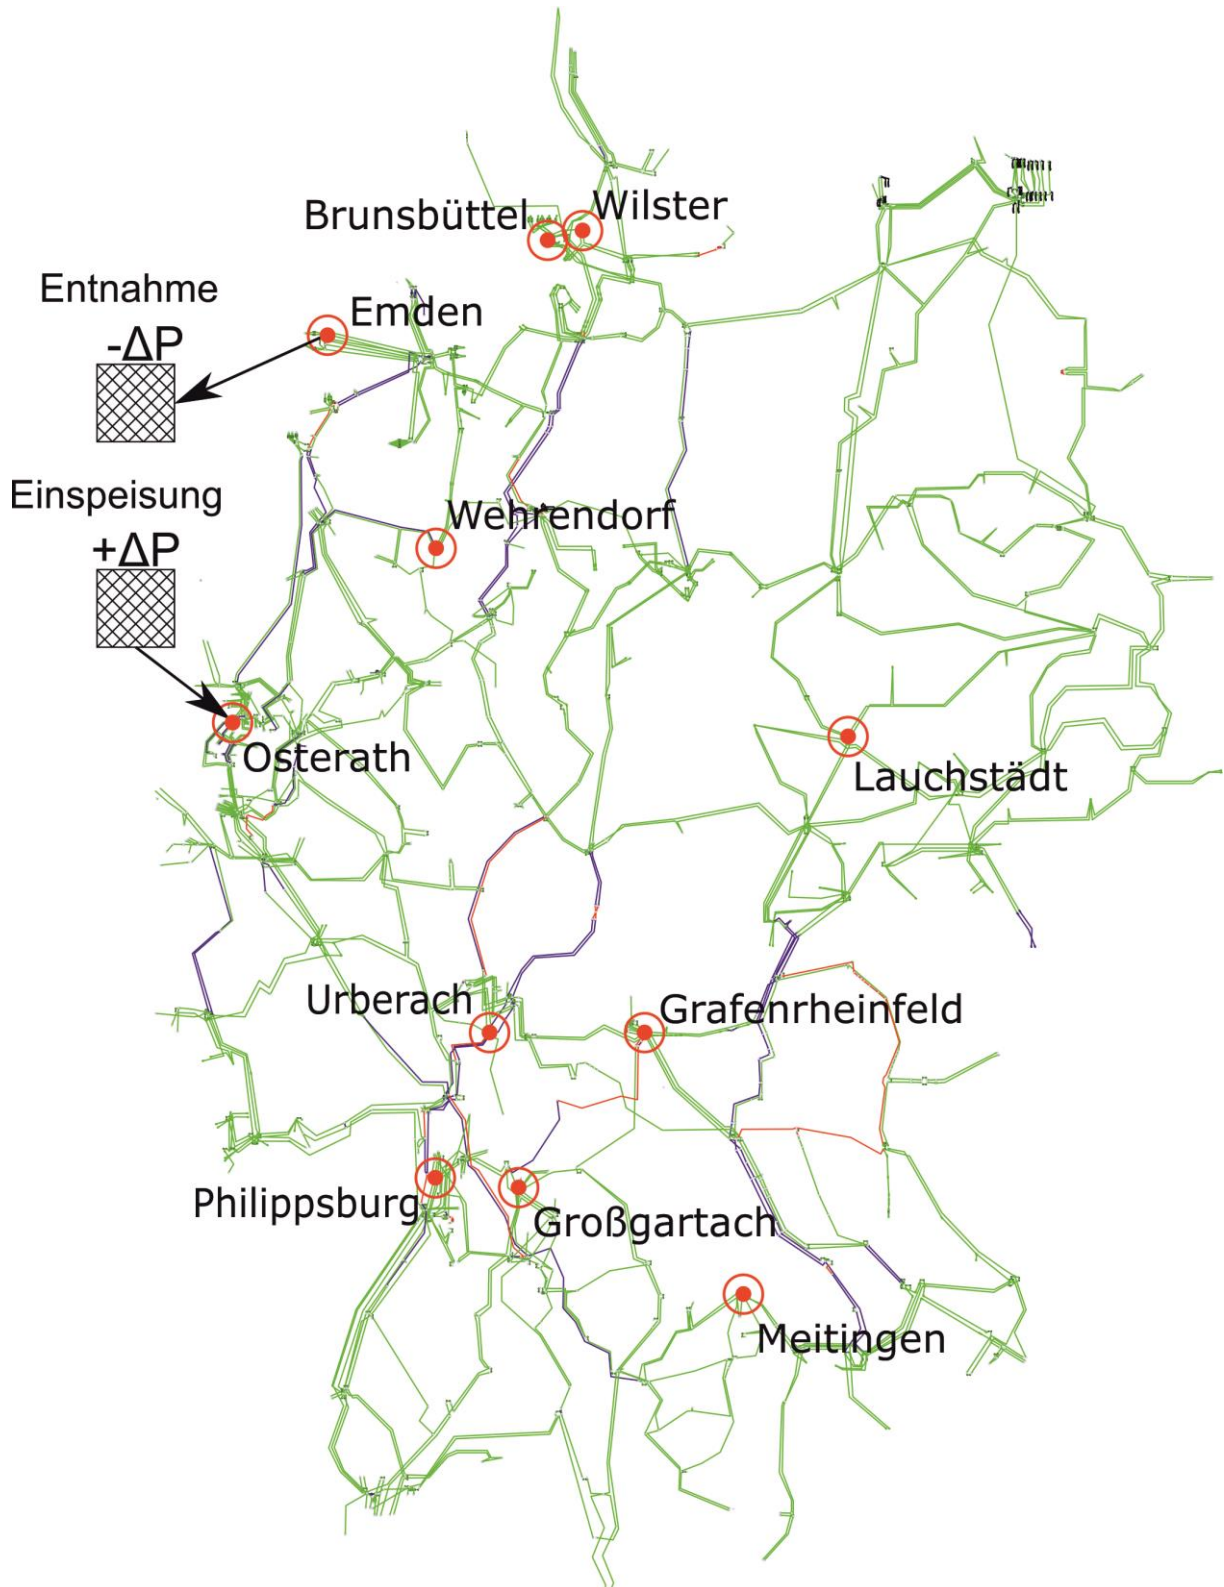 Wilster
Brunsbüttel
Entnahme
-ΔP
Emden
Einspeisung
+ΔP
Wehrendorf
Osterath
Lauchstädt
Urberach
Grafenrheinfeld
Philippsburg
Großgartach
Meitingen